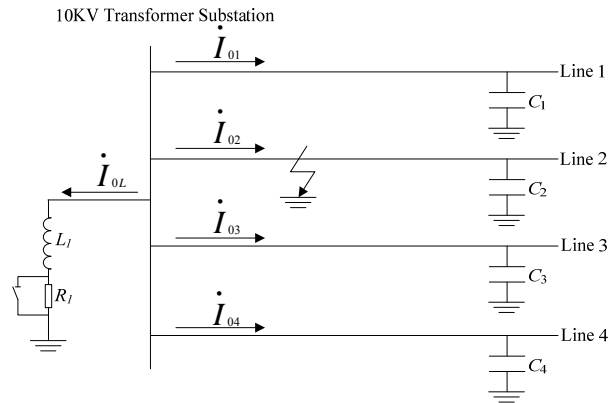 10KV Transformer Substation
İ01
Line 1
C1
İ02
Line 2
İ0L
C2
L1
İ03
Line 3
R1
C3
İ04
Line 4
C4